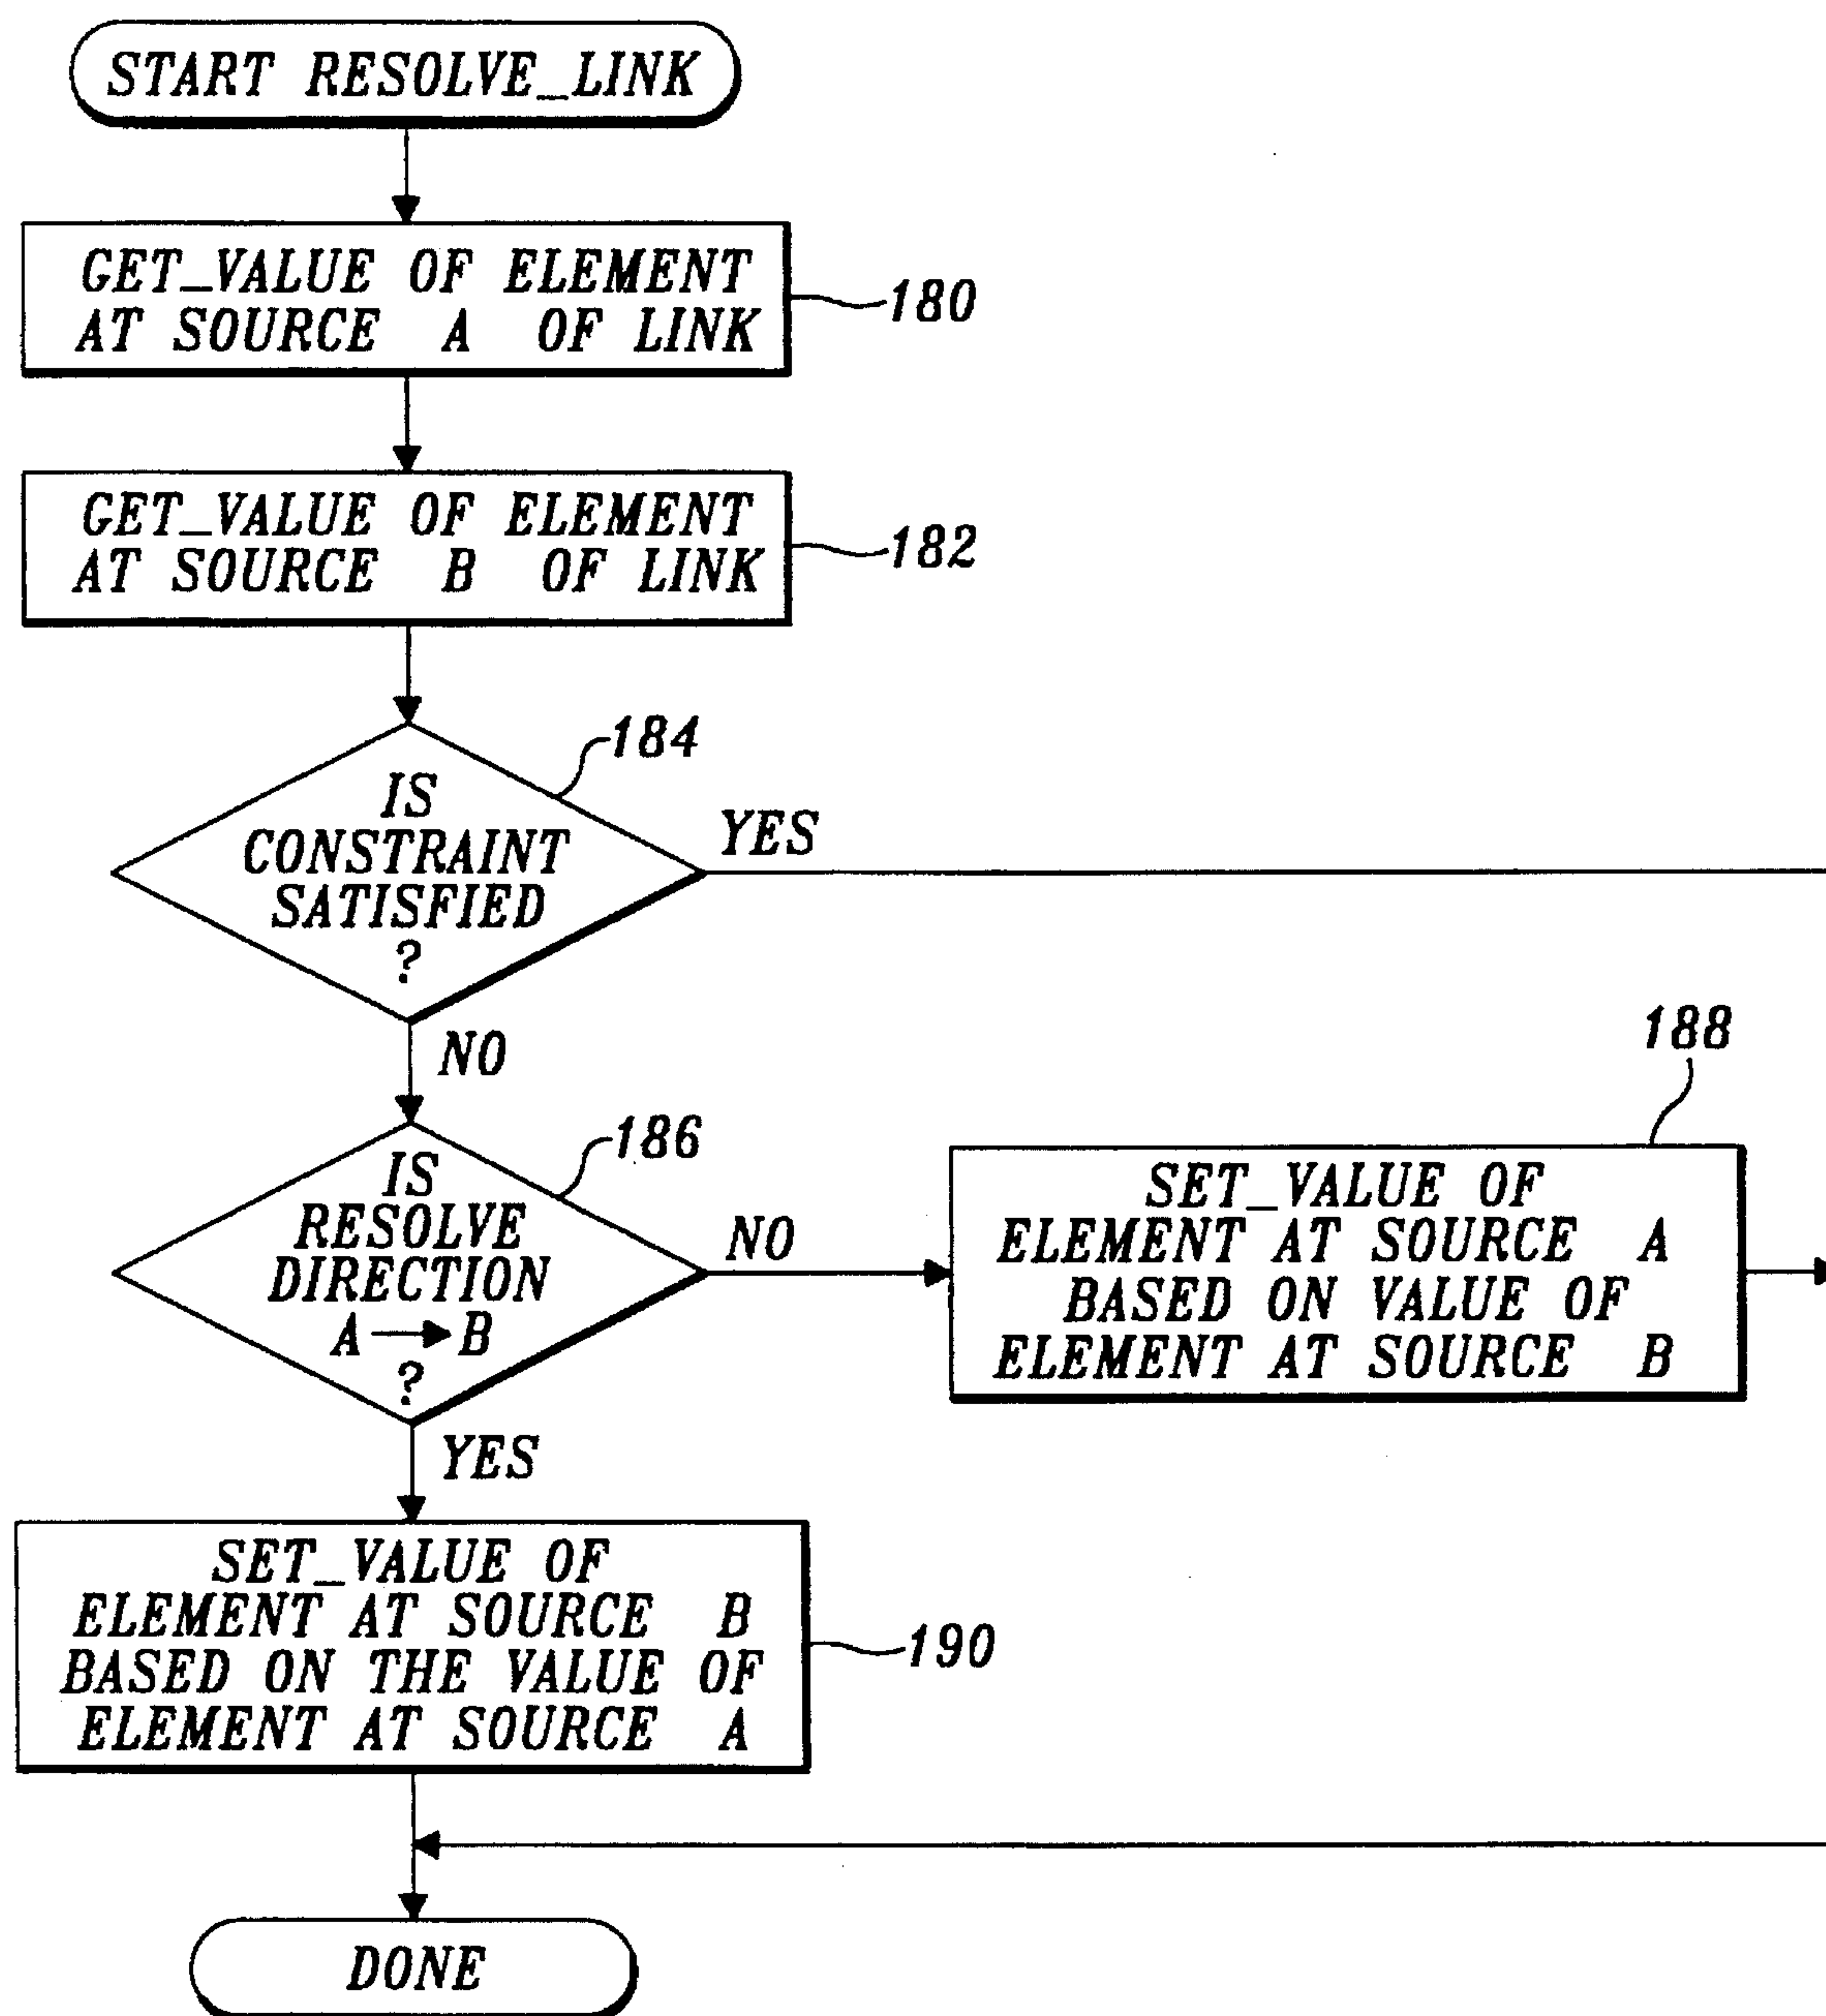 START RESOLVE_LINK
GET_VALUE OF ELEMENT
AT SOURCE A OF LINK
180
GET_VALUE OF ELEMENT
AT SOURCE B OF LINK
182
184
IS
CONSTRAINT
SATISFIED
?
YES
NO
186
IS
RESOLVE
DIRECTION
A → B
?
NO
188
SET_VALUE OF
ELEMENT AT SOURCE A
BASED ON VALUE OF
ELEMENT AT SOURCE B
YES
SET_VALUE OF
ELEMENT AT SOURCE B
BASED ON THE VALUE OF
ELEMENT AT SOURCE A
190
DONE